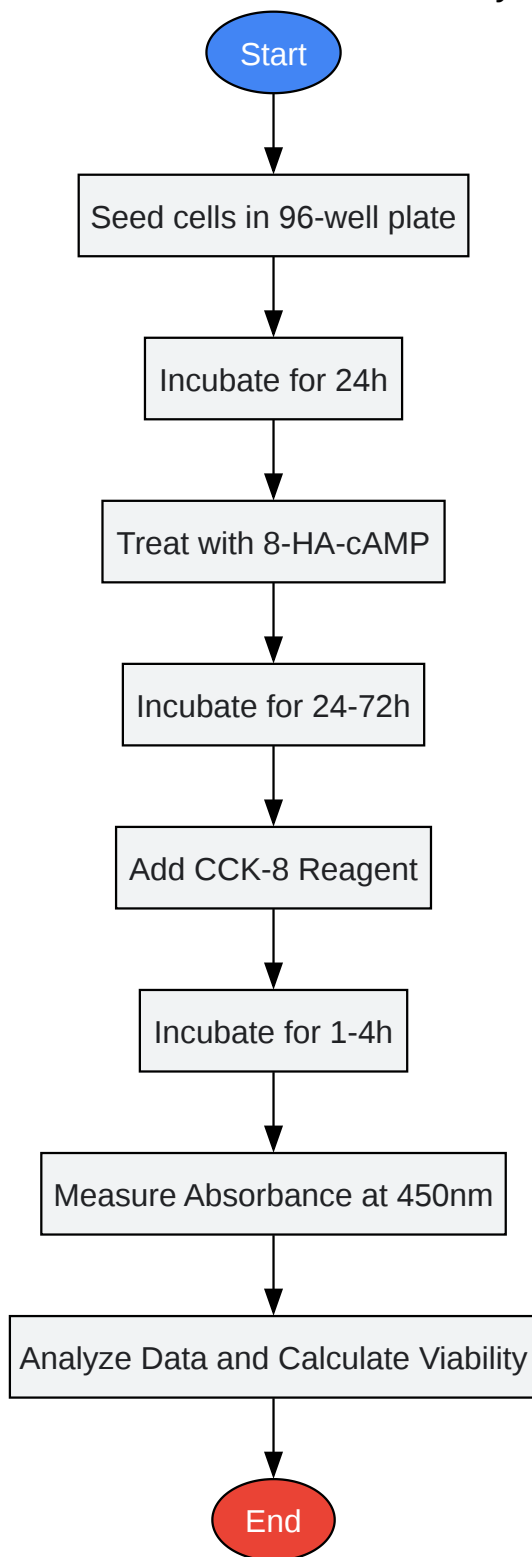 Start
Seed cells in 96-well plate
Incubate for 24h
Treat with 8-HA-cAMP
Incubate for 24-72h
Add CCK-8 Reagent
Incubate for 1-4h
Measure Absorbance at 450nm
Analyze Data and Calculate Viability
End